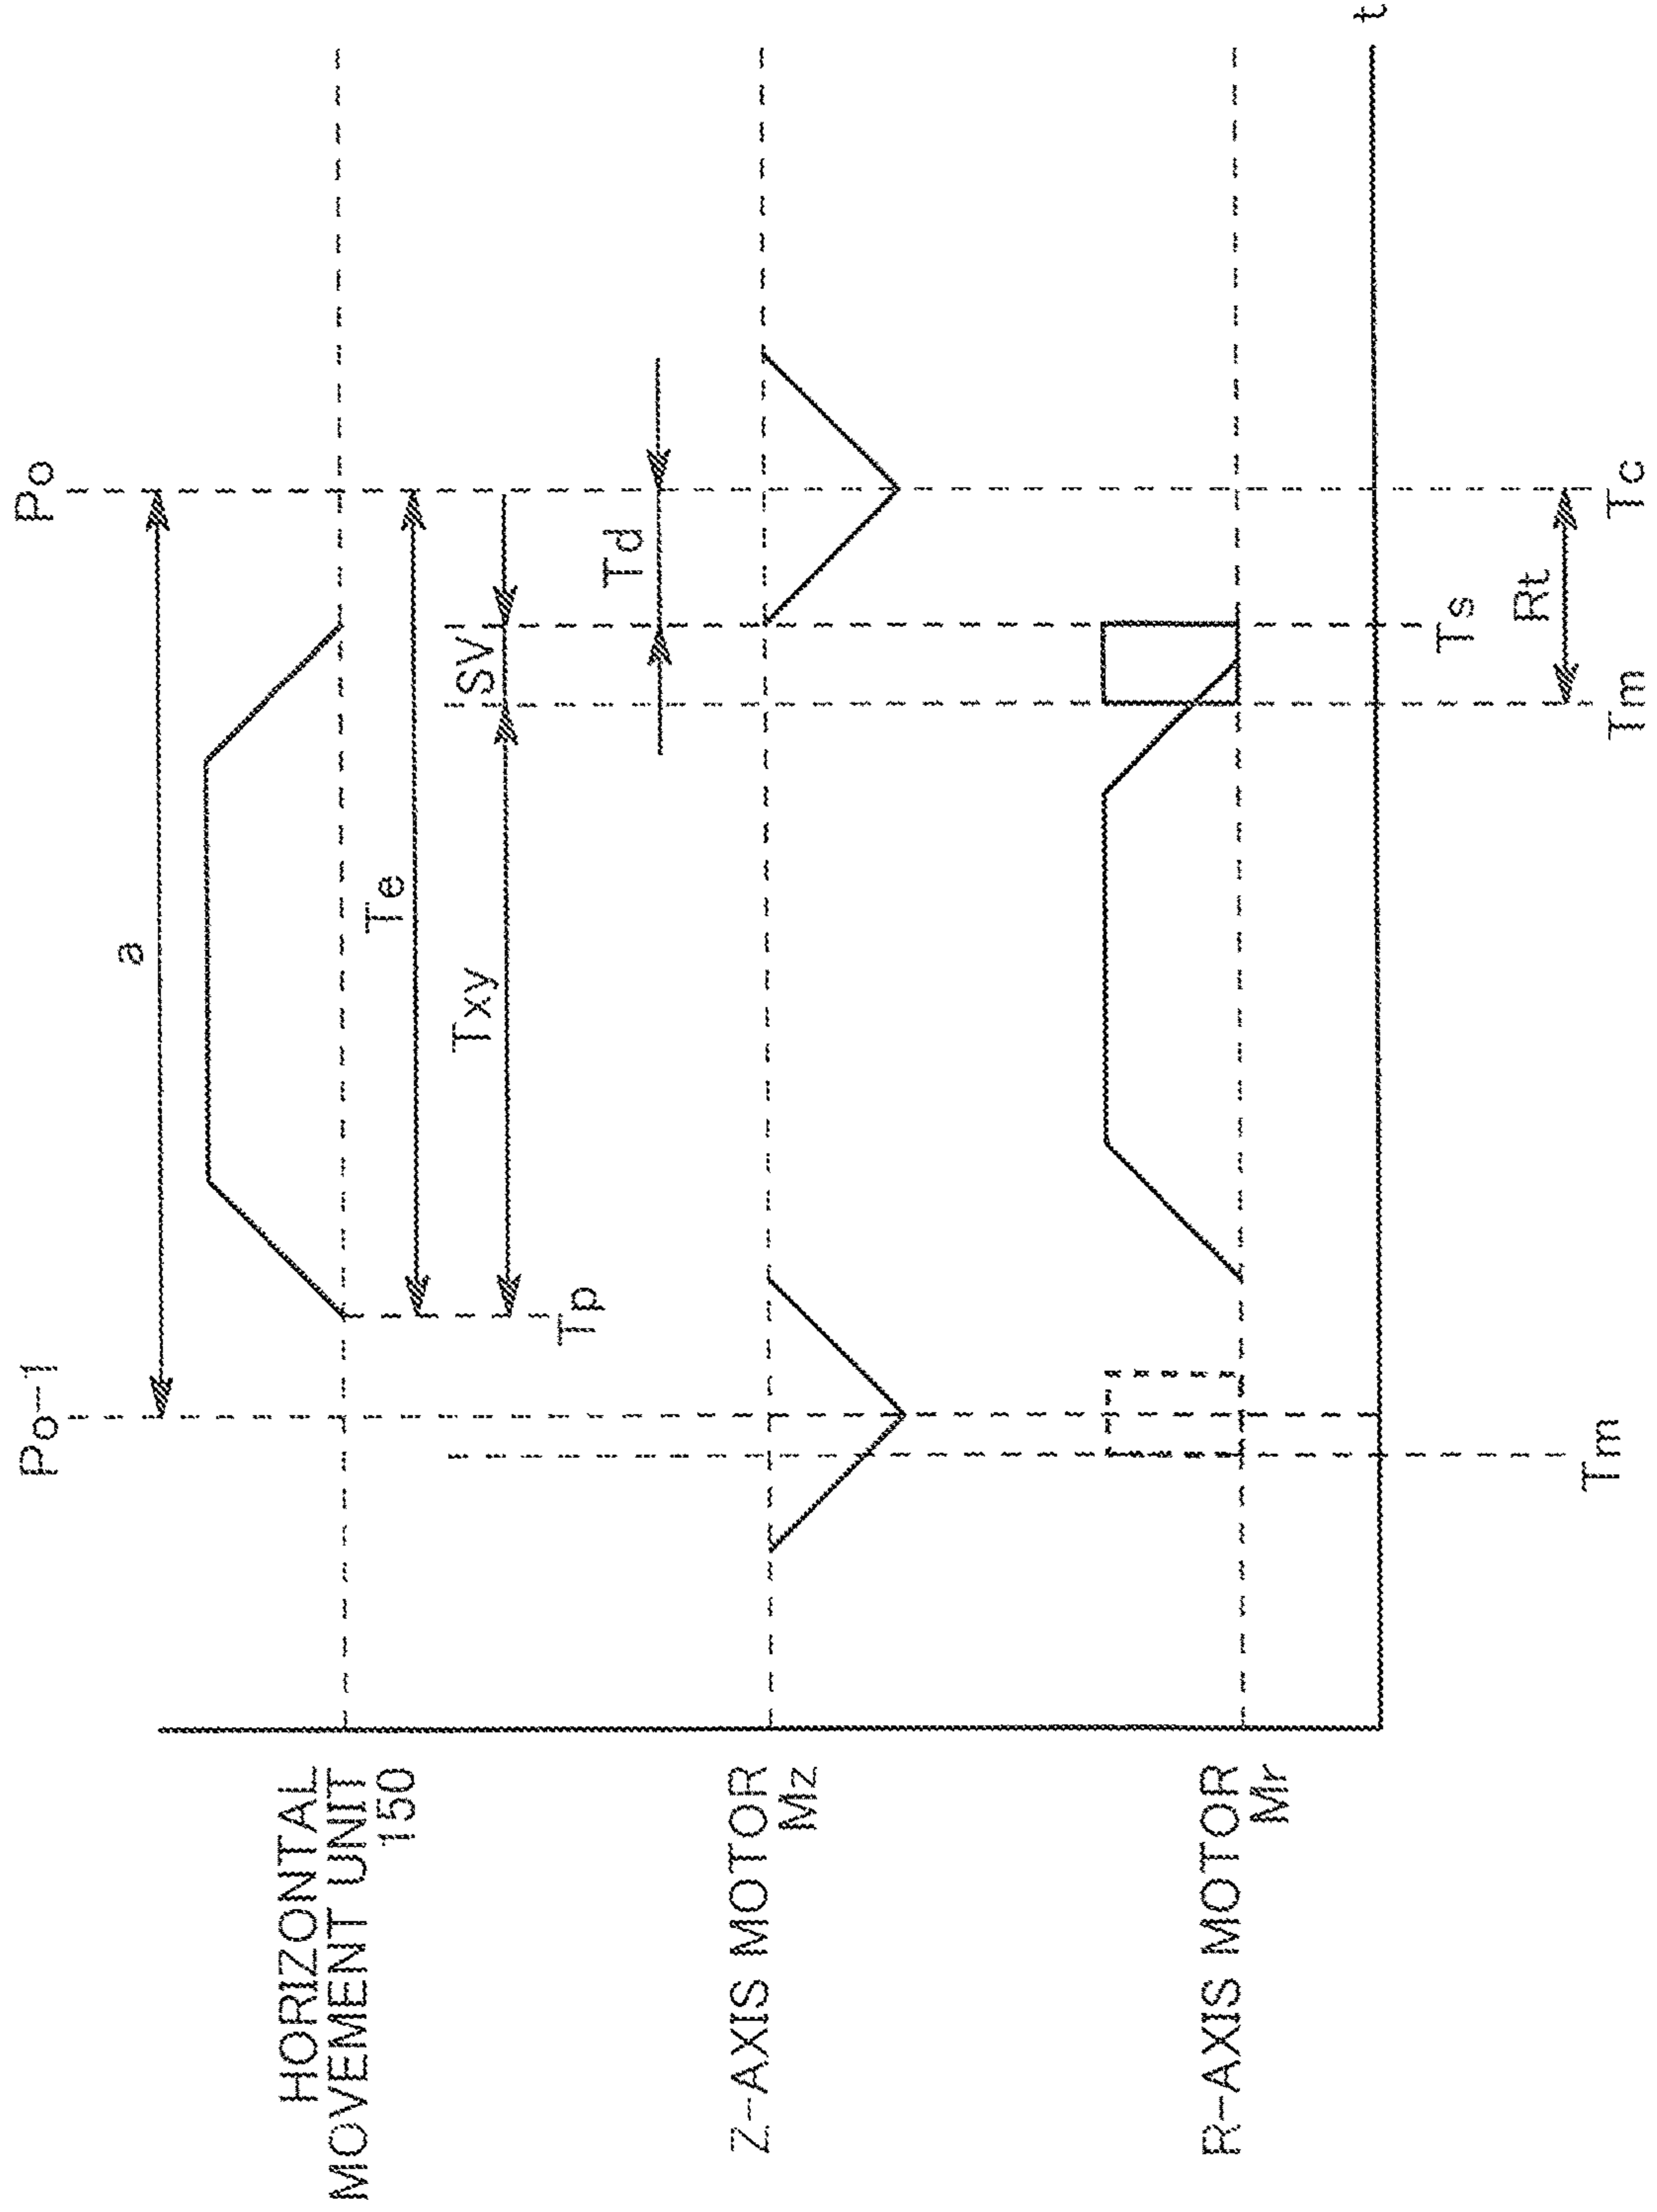 Po-1
Po
a
HORIZONTAL
MOVEMENT UNIT
150
Te
Txy
SV
Tp
Td
Z-AXIS MOTOR
Mz
R-AXIS MOTOR
Mr
t
Ts
Rt
Tm
Tm
Tc